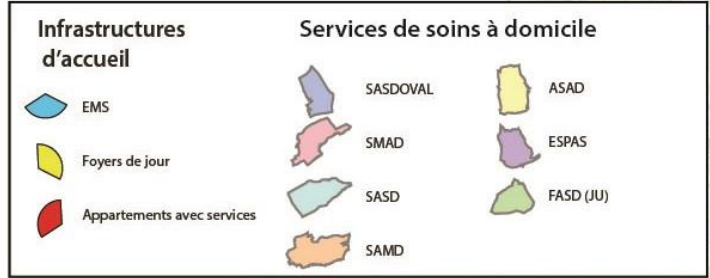 Infrastructures
d'accueil
EMS
Foyers de jour
Appartements avec services
Services de soins à domicile
SASDOVAL
SMAD
SASD
SAMD
ASAD
ESPAS
FASD (JU)